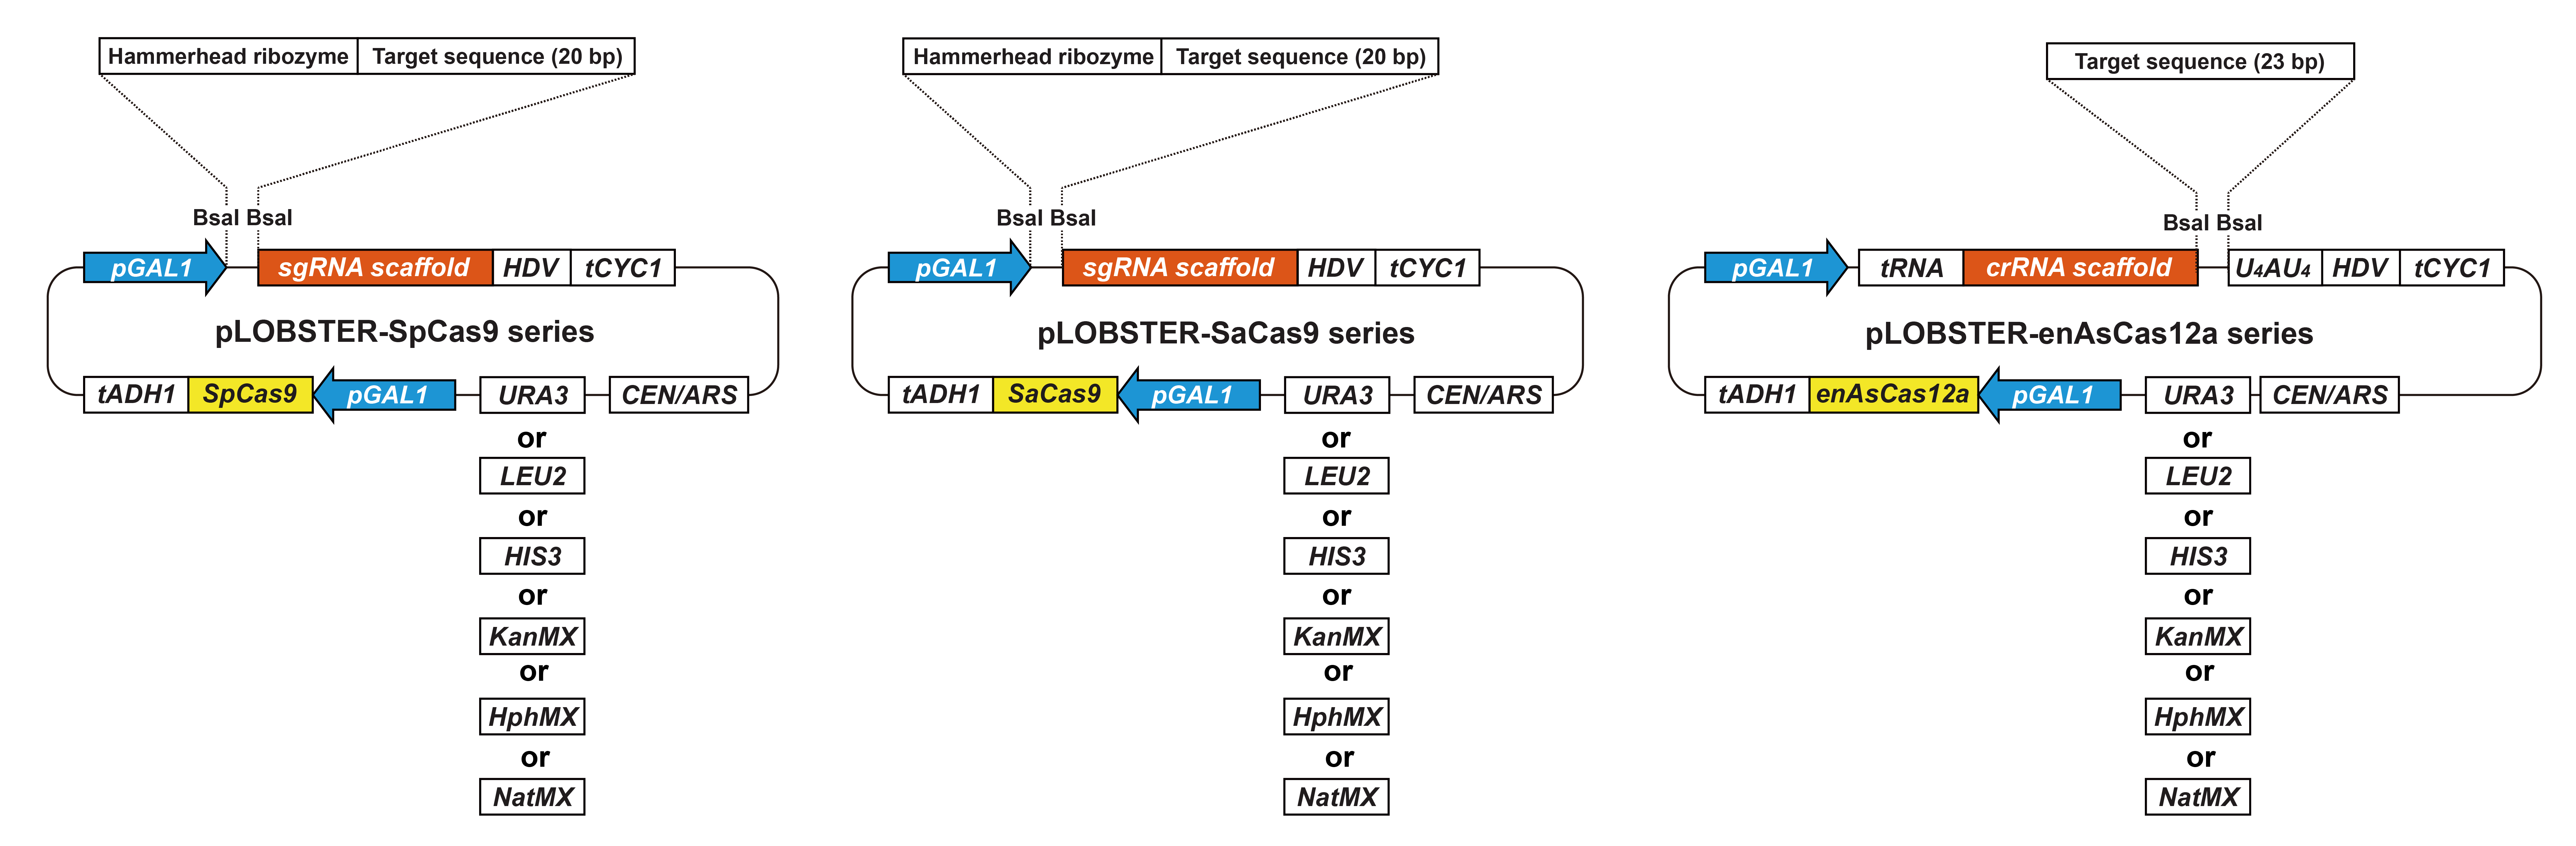 Hammerhead ribozyme Target sequence (20 bp)
BsaI BsaI
pGAL1 sgRNA scaffold HDV tCYC1
pLOBSTER-SpCas9 series
tADH1 SpCas9 pGAL1 URA3 CEN/ARS
or
LEU2
or
HIS3
or
KanMX
or
HphMX
or
NatMX
Hammerhead ribozyme Target sequence (20 bp)
BsaI BsaI
pGAL1 sgRNA scaffold HDV tCYC1
pLOBSTER-SaCas9 series
tADH1 SaCas9 pGAL1 URA3 CEN/ARS
or
LEU2
or
HIS3
or
KanMX
or
HphMX
or
NatMX
Target sequence (23 bp)
BsaI BsaI
pGAL1 tRNA crRNA scaffold U₄AU₄ HDV tCYC1
pLOBSTER-enAsCas12a series
tADH1 enAsCas12a pGAL1 URA3 CEN/ARS
or
LEU2
or
HIS3
or
KanMX
or
HphMX
or
NatMX